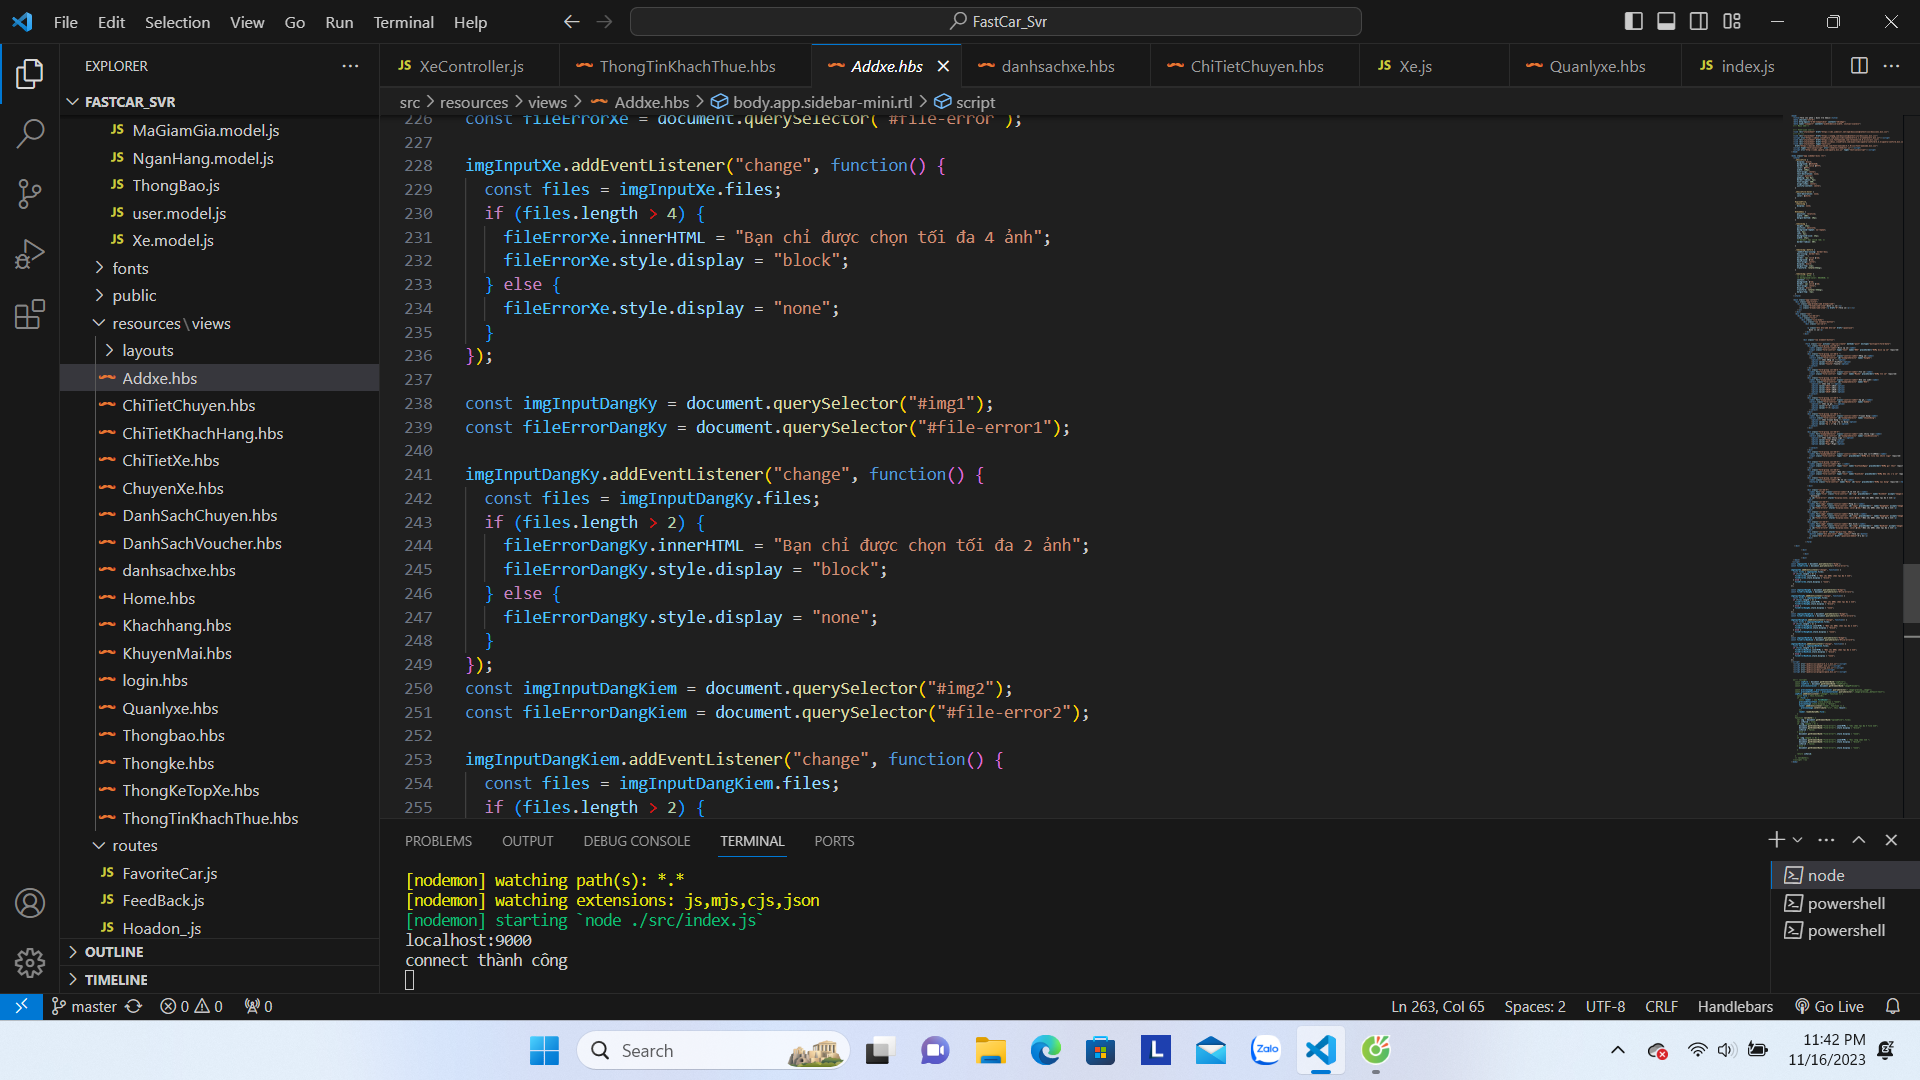 File Edit Selection View Go Run Terminal Help
FastCar_Svr
EXPLORER
FASTCAR_SVR
MaGiamGia.model.js
NganHang.model.js
ThongBao.js
user.model.js
Xe.model.js
fonts
public
resources\views
layouts
Addxe.hbs
ChiTietChuyen.hbs
ChiTietKhachHang.hbs
ChiTietXe.hbs
ChuyenXe.hbs
DanhSachChuyen.hbs
DanhSachVoucher.hbs
danhsachxe.hbs
Home.hbs
Khachhang.hbs
KhuyenMai.hbs
login.hbs
Quanlyxe.hbs
Thongbao.hbs
Thongke.hbs
ThongKeTopXe.hbs
ThongTinKhachThue.hbs
routes
FavoriteCar.js
FeedBack.js
Hoadon_.js
OUTLINE
TIMELINE
XeController.js ThongTinKhachThue.hbs Addxe.hbs danhsachxe.hbs ChiTietChuyen.hbs Xe.js Quanlyxe.hbs index.js
src > resources > views > Addxe.hbs > body.app.sidebar-mini.rtl > script
226 const fileErrorXe = document.querySelector("#file-error");
227
228 imgInputXe.addEventListener("change", function() {
229 const files = imgInputXe.files;
230 if (files.length > 4) {
231 fileErrorXe.innerHTML = "Bạn chỉ được chọn tối đa 4 ảnh";
232 fileErrorXe.style.display = "block";
233 } else {
234 fileErrorXe.style.display = "none";
235 }
236 });
237
238 const imgInputDangKy = document.querySelector("#img1");
239 const fileErrorDangKy = document.querySelector("#file-error1");
240
241 imgInputDangKy.addEventListener("change", function() {
242 const files = imgInputDangKy.files;
243 if (files.length > 2) {
244 fileErrorDangKy.innerHTML = "Bạn chỉ được chọn tối đa 2 ảnh";
245 fileErrorDangKy.style.display = "block";
246 } else {
247 fileErrorDangKy.style.display = "none";
248 }
249 });
250 const imgInputDangKiem = document.querySelector("#img2");
251 const fileErrorDangKiem = document.querySelector("#file-error2");
252
253 imgInputDangKiem.addEventListener("change", function() {
254 const files = imgInputDangKiem.files;
255 if (files.length > 2) {
PROBLEMS OUTPUT DEBUG CONSOLE TERMINAL PORTS
[nodemon] watching path(s): *.*
[nodemon] watching extensions: js,mjs,cjs,json
[nodemon] starting `node ./src/index.js`
localhost:9000
connect thành công
node
powershell
powershell
master 0 0 0
Ln 263, Col 65 Spaces: 2 UTF-8 CRLF Handlebars Go Live
Search
Zalo
11:42 PM
11/16/2023